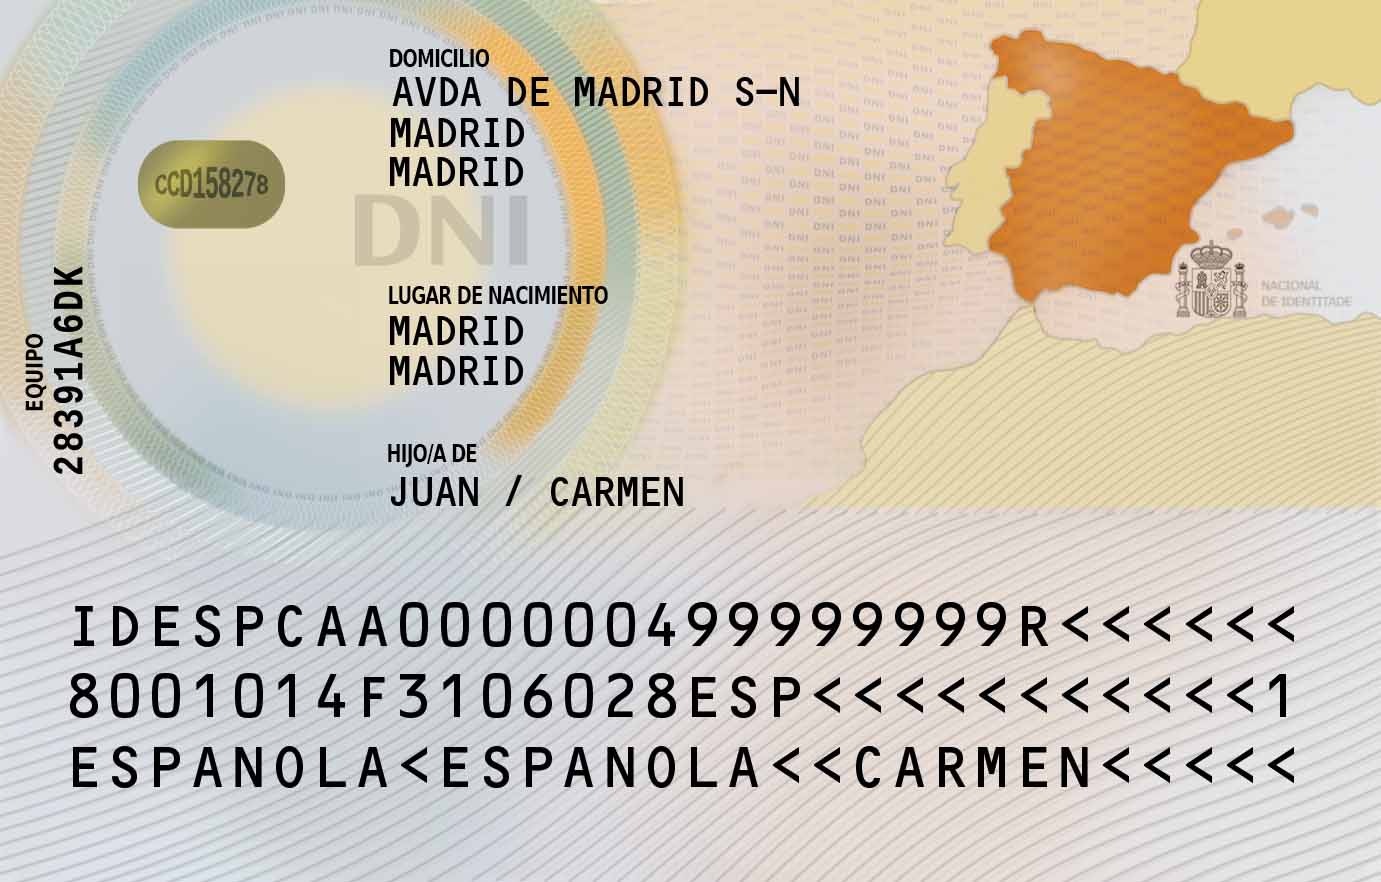 DOMICILIO
AVDA DE MADRID S-N
MADRID
MADRID
CCD158278
DNI
LUGAR DE NACIMIENTO
MADRID
MADRID
EQUIPO
28391A6DK
NACIONAL
DE IDENTITADE
HIJO/A DE
JUAN / CARMEN
IDESPCAA000000499999999R<<<<<<
8001014F3106028ESP<<<<<<<<<<<1
ESPANOLA<ESPANOLA<<CARMEN<<<<<